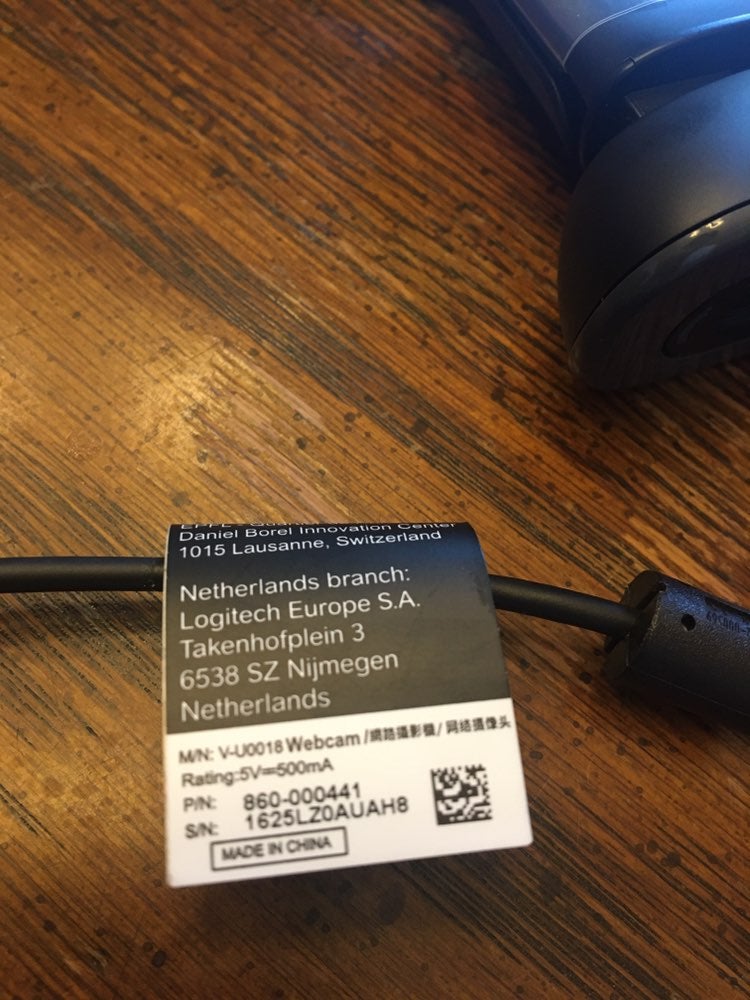 Daniel Borel Innovation Center
1015 Lausanne, Switzerland
Netherlands branch:
Logitech Europe S.A.
Takenhofplein 3
6538 SZ Nijmegen
Netherlands
M/N: V-U0018 Webcam /網路攝影機/ 网络摄像头
Rating:5V⎓500mA
P/N: 860-000441
S/N: 1625LZ0AUAH8
MADE IN CHINA